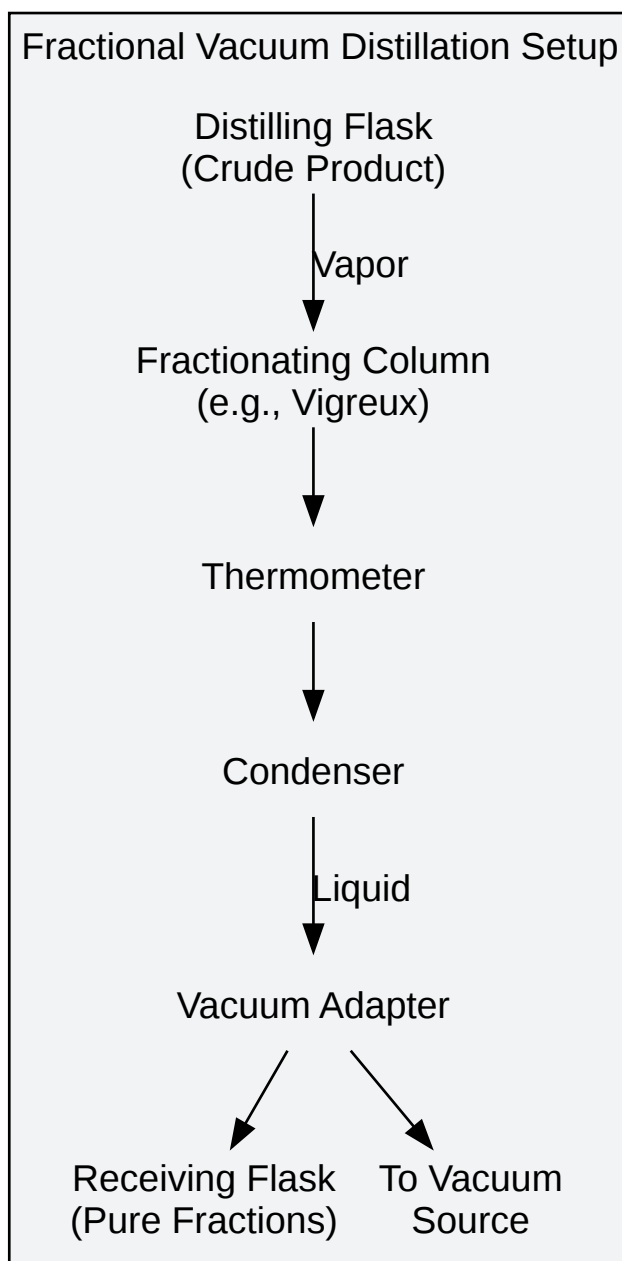 Fractional Vacuum Distillation Setup
Distilling Flask
(Crude Product)
Vapor
Fractionating Column
(e.g., Vigreux)
Thermometer
Condenser
Liquid
Vacuum Adapter
Receiving Flask
(Pure Fractions)
To Vacuum
Source